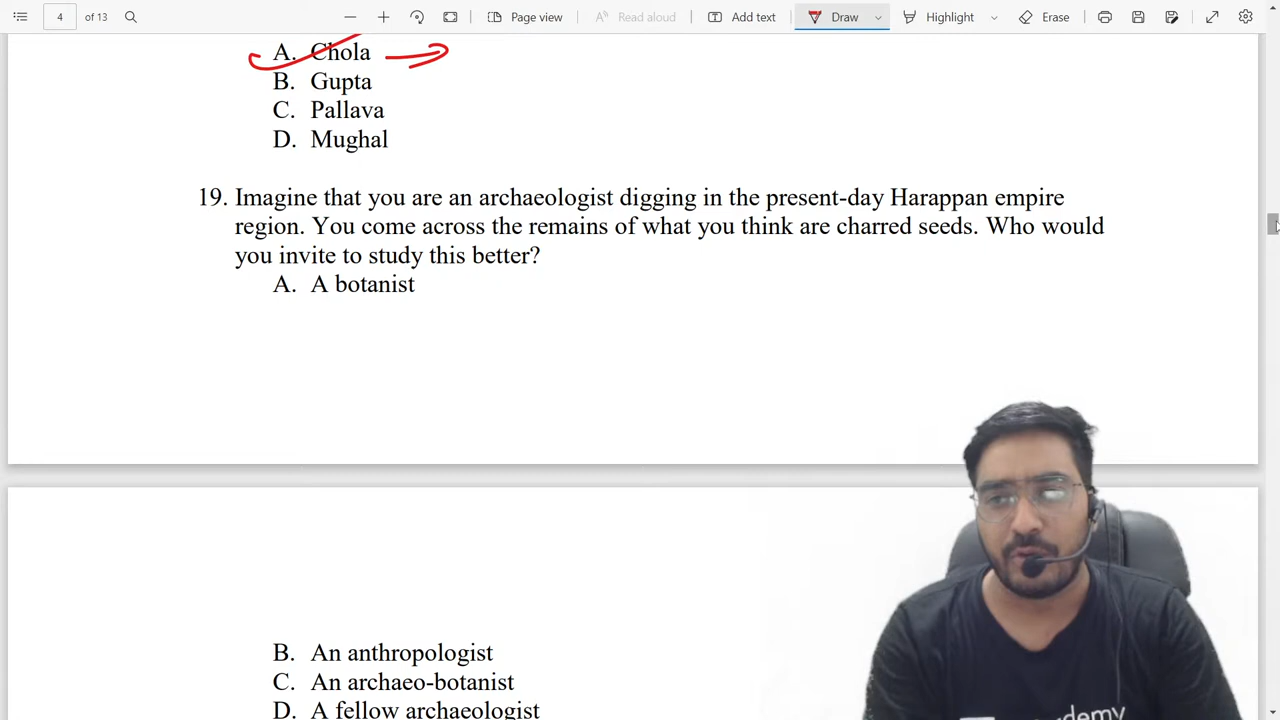 4 of 13 Page view Read aloud Add text Draw Highlight Erase
A. Chola
B. Gupta
C. Pallava
D. Mughal
19. Imagine that you are an archaeologist digging in the present-day Harappan empire
region. You come across the remains of what you think are charred seeds. Who would
you invite to study this better?
A. A botanist
B. An anthropologist
C. An archaeo-botanist
D. A fellow archaeologist